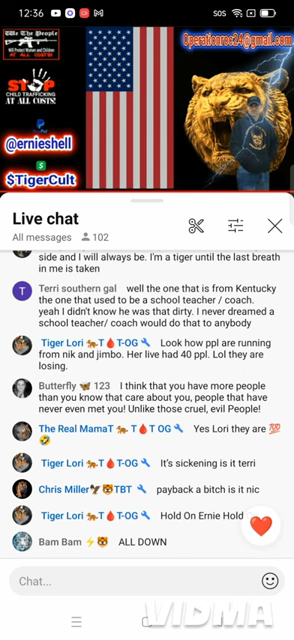 12:36
SOS
We The People
Will Protect Women and Children
AT ALL COSTS!
STOP
CHILD TRAFFICKING
AT ALL COSTS!
@ernieshell
$TigerCult
Operationroc24@gmail.com
Live chat
All messages 102
side and I will always be. I'm a tiger until the last breath
in me is taken
T Terri southern gal well the one that is from Kentucky
the one that used to be a school teacher / coach.
yeah I didn't know he was that dirty. I never dreamed a
school teacher/ coach would do that to anybody
Tiger Lori 🐅T🩸T-OG🔧 Look how ppl are running
from nik and jimbo. Her live had 40 ppl. Lol they are
losing.
Butterfly 🦋 123 I think that you have more people
than you know that care about you, people that have
never even met you! Unlike those cruel, evil People!
The Real MamaT🐅T🩸T OG🔧 Yes Lori they are 💯
🤣
Tiger Lori 🐅T🩸T-OG🔧 It's sickening is it terri
Chris Miller🦅🐯TBT🔧 payback a bitch is it nic
Tiger Lori 🐅T🩸T-OG🔧 Hold On Ernie Hold
Bam Bam ⚡🐯 ALL DOWN
Chat...
VIDMA